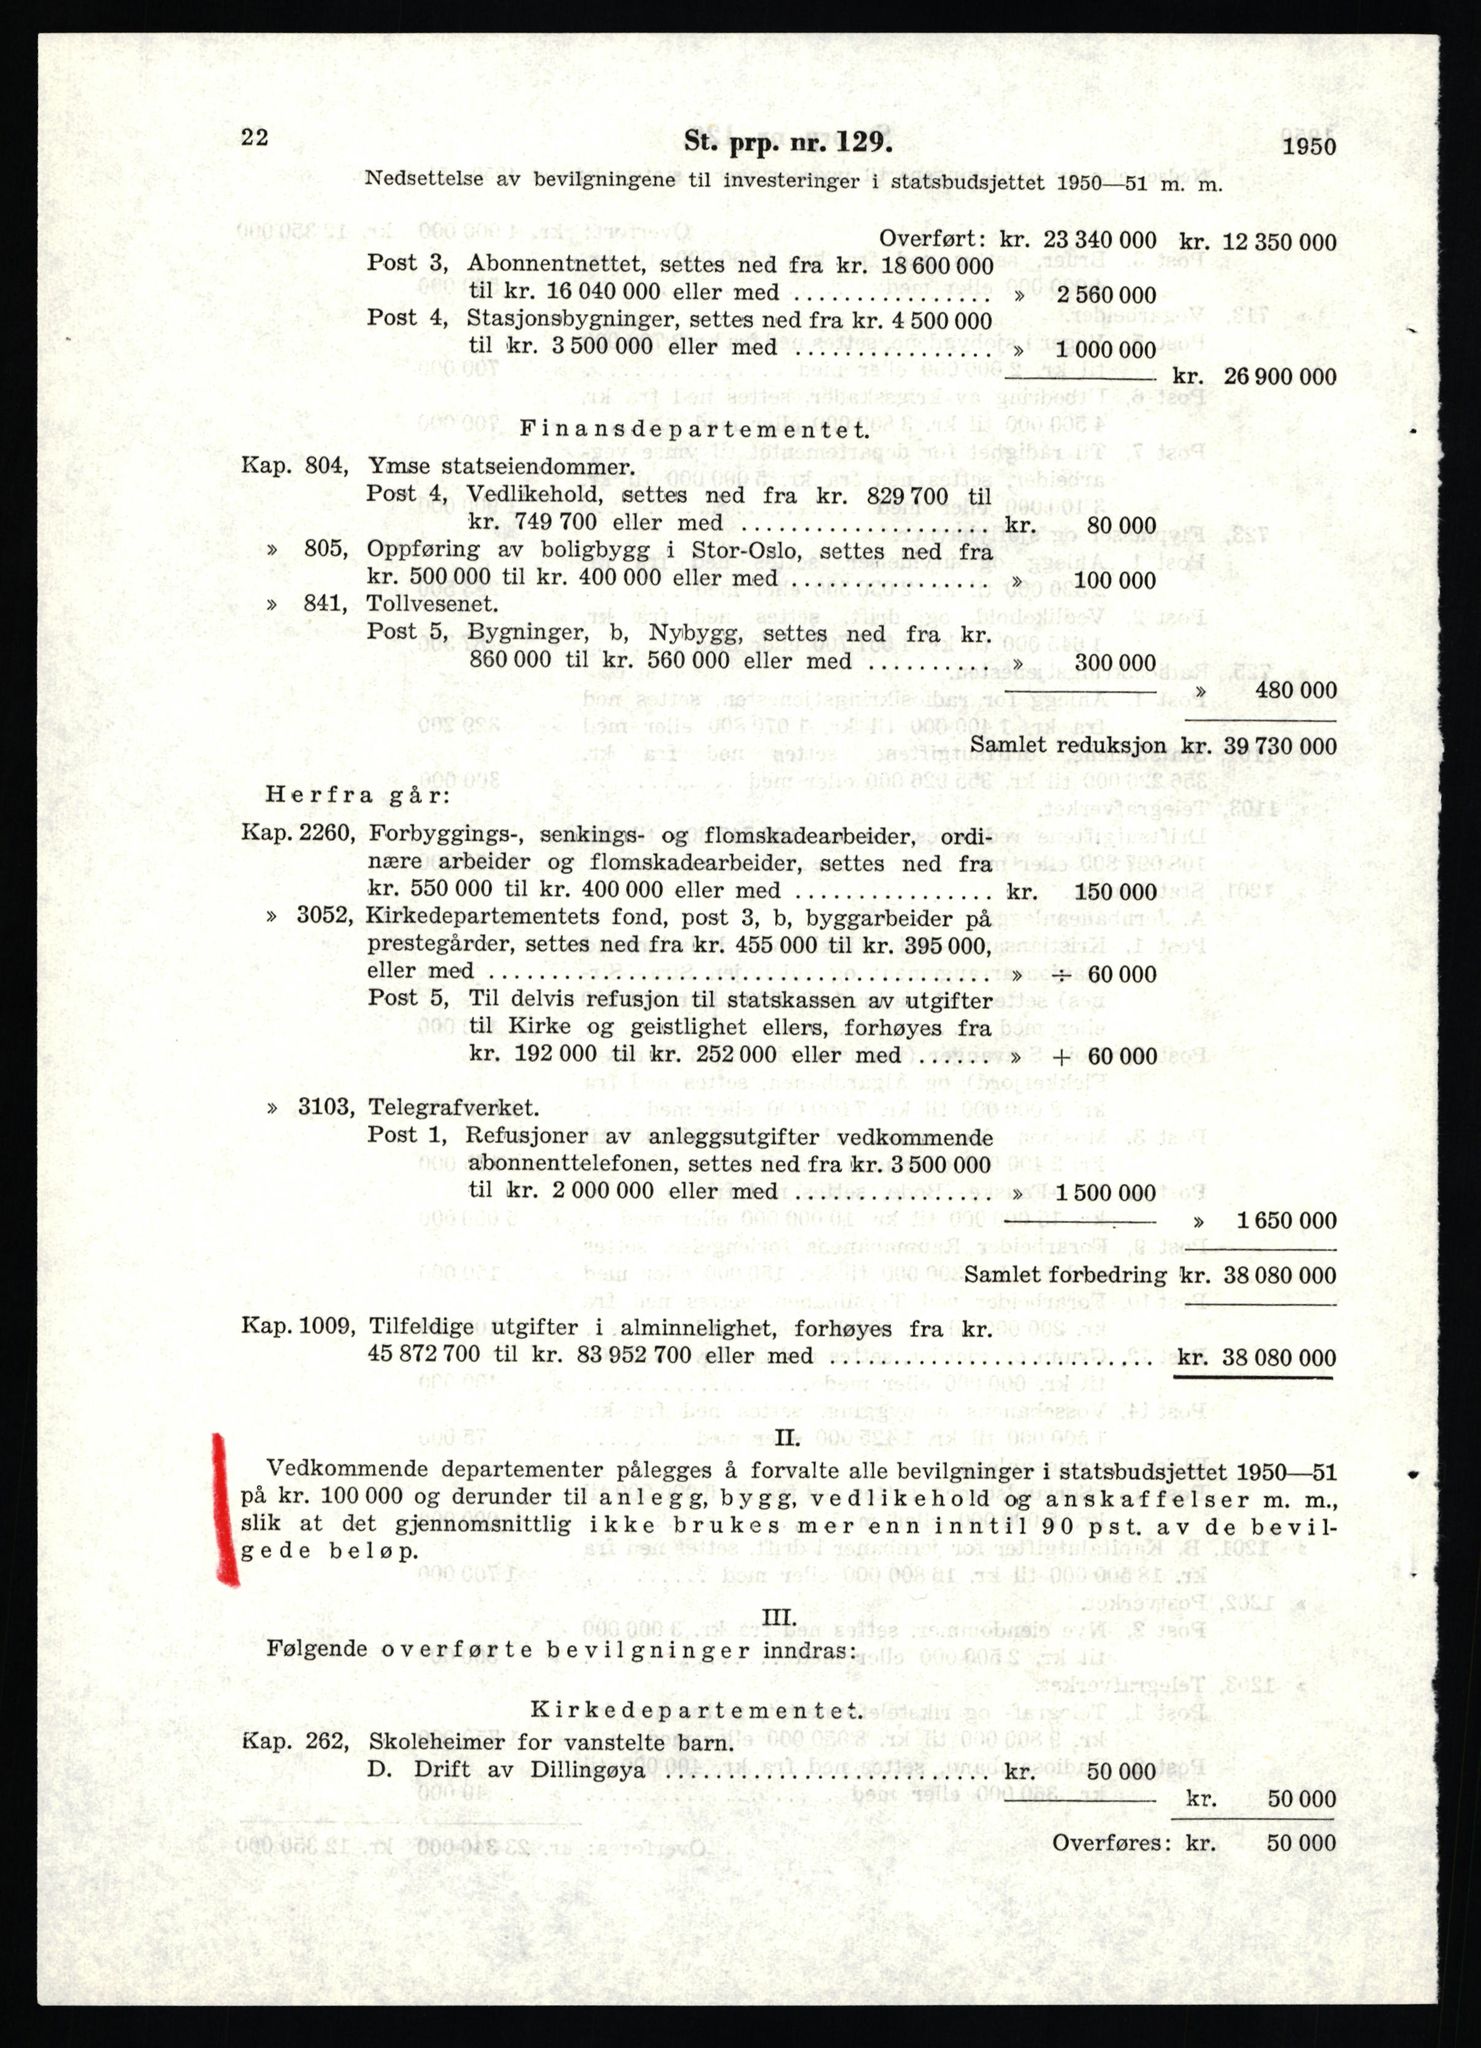 22
St. prp. nr. 129.
1950
Nedsettelse av bevilgningene til investeringer i statsbudsjettet 1950—51 m. m.
Overført: kr. 23 340 000 kr. 12 350 000
Post 3, Abonnentnettet, settes ned fra kr. 18 600 000
til kr. 16 040 000 eller med ................ » 2 560 000
Post 4, Stasjonsbygninger, settes ned fra kr. 4 500 000
til kr. 3 500 000 eller med ................ » 1 000 000
kr. 26 900 000
Finansdepartementet.
Kap. 804, Ymse statseiendommer.
Post 4, Vedlikehold, settes ned fra kr. 829 700 til
kr. 749 700 eller med .................... kr. 80 000
» 805, Oppføring av boligbygg i Stor-Oslo, settes ned fra
kr. 500 000 til kr. 400 000 eller med ................ » 100 000
» 841, Tollvesenet.
Post 5, Bygninger, b, Nybygg, settes ned fra kr.
860 000 til kr. 560 000 eller med .......... » 300 000
» 480 000
Samlet reduksjon kr. 39 730 000
Herfra går:
Kap. 2260, Forbyggings-, senkings- og flomskadearbeider, ordi-
nære arbeider og flomskadearbeider, settes ned fra
kr. 550 000 til kr. 400 000 eller med ................ kr. 150 000
» 3052, Kirkedepartementets fond, post 3, b, byggarbeider på
prestegårder, settes ned fra kr. 455 000 til kr. 395 000,
eller med ........................................ » ÷ 60 000
Post 5, Til delvis refusjon til statskassen av utgifter
til Kirke og geistlighet ellers, forhøyes fra
kr. 192 000 til kr. 252 000 eller med ...... » + 60 000
» 3103, Telegrafverket.
Post 1, Refusjoner av anleggsutgifter vedkommende
abonnenttelefonen, settes ned fra kr. 3 500 000
til kr. 2 000 000 eller med ................ » 1 500 000
» 1 650 000
Samlet forbedring kr. 38 080 000
Kap. 1009, Tilfeldige utgifter i alminnelighet, forhøyes fra kr.
45 872 700 til kr. 83 952 700 eller med .......................... kr. 38 080 000
II.
Vedkommende departementer pålegges å forvalte alle bevilgninger i statsbudsjettet 1950—51
på kr. 100 000 og derunder til anlegg, bygg, vedlikehold og anskaffelser m. m.,
slik at det gjennomsnittlig ikke brukes mer enn inntil 90 pst. av de bevil-
gede beløp.
III.
Følgende overførte bevilgninger inndras:
Kirkedepartementet.
Kap. 262, Skoleheimer for vanstelte barn.
D. Drift av Dillingøya .......................... kr. 50 000
kr. 50 000
Overføres: kr. 50 000